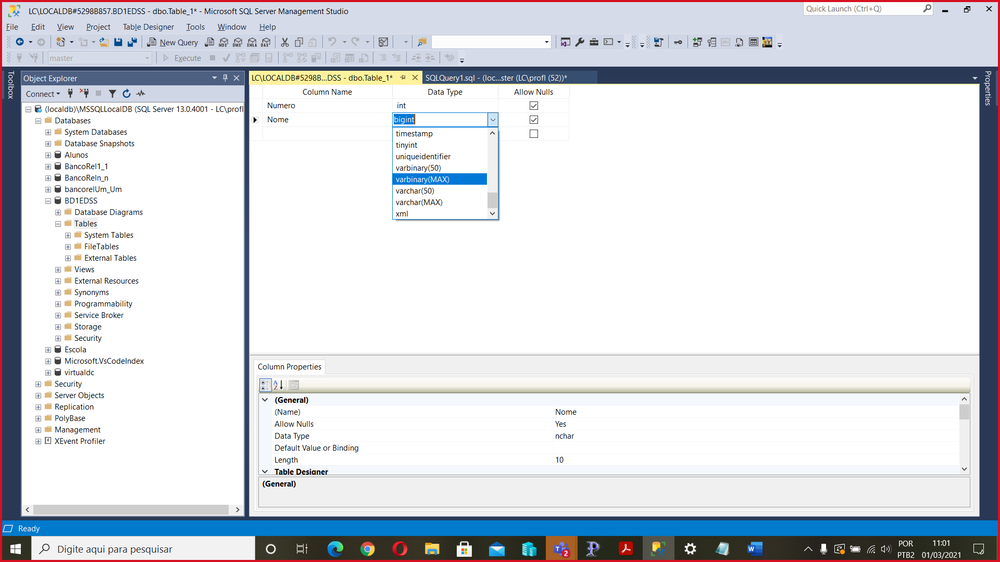 LC\LOCALDB#5298B857.BD1EDSS - dbo.Table_1* - Microsoft SQL Server Management Studio
Quick Launch (Ctrl+Q)
File Edit View Project Table Designer Tools Window Help
New Query
MDX DMX XMLA DAX
master
Execute
Toolbox
Object Explorer
Connect
(localdb)\MSSQLLocalDB (SQL Server 13.0.4001 - LC\profl
Databases
System Databases
Database Snapshots
Alunos
BancoRel1_1
BancoReln_n
bancorelUm_Um
BD1EDSS
Database Diagrams
Tables
System Tables
FileTables
External Tables
Views
External Resources
Synonyms
Programmability
Service Broker
Storage
Security
Escola
Microsoft.VsCodeIndex
virtualdc
Security
Server Objects
Replication
PolyBase
Management
XEvent Profiler
LC\LOCALDB#5298B...DSS - dbo.Table_1*
SQLQuery1.sql - (loc...ster (LC\profl (52))*
Properties
Column Name Data Type Allow Nulls
Numero int
Nome bigint
timestamp
tinyint
uniqueidentifier
varbinary(50)
varbinary(MAX)
varchar(50)
varchar(MAX)
xml
Column Properties
(General)
(Name) Nome
Allow Nulls Yes
Data Type nchar
Default Value or Binding
Length 10
Table Designer
(General)
Ready
Digite aqui para pesquisar
2
POR
PTB2
11:01
01/03/2021